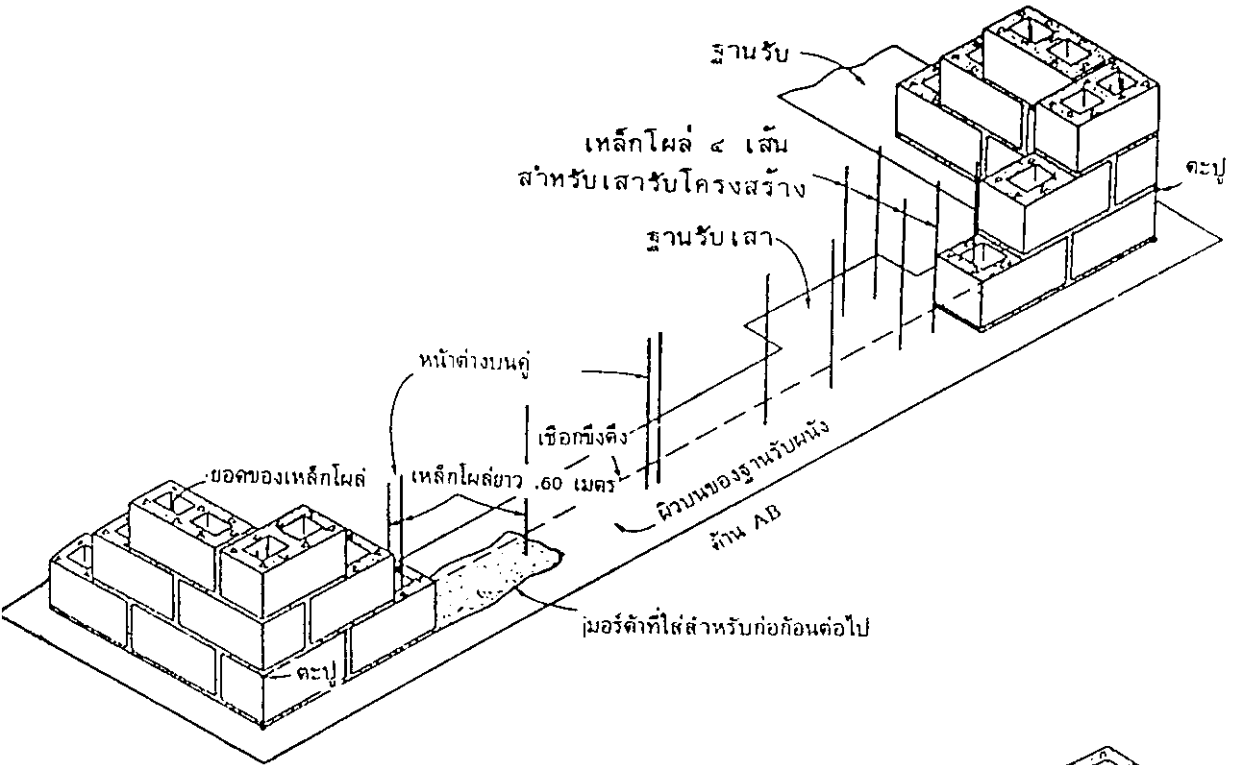 ฐานรับ
เหล็กโผล่ ๔ เส้น
สำหรับเสารับโครงสร้าง
ตะปู
ฐานรับเสา
หน้าต่างบนคู่
เชือกขึงตึง
ยอดของเหล็กโผล่
เหล็กโผล่ยาว .60 เมตร
ผิวบนของฐานรับผนัง
ด้าน AB
มอร์ต้าที่ใส่สำหรับก่อก้อนต่อไป
ตะปู